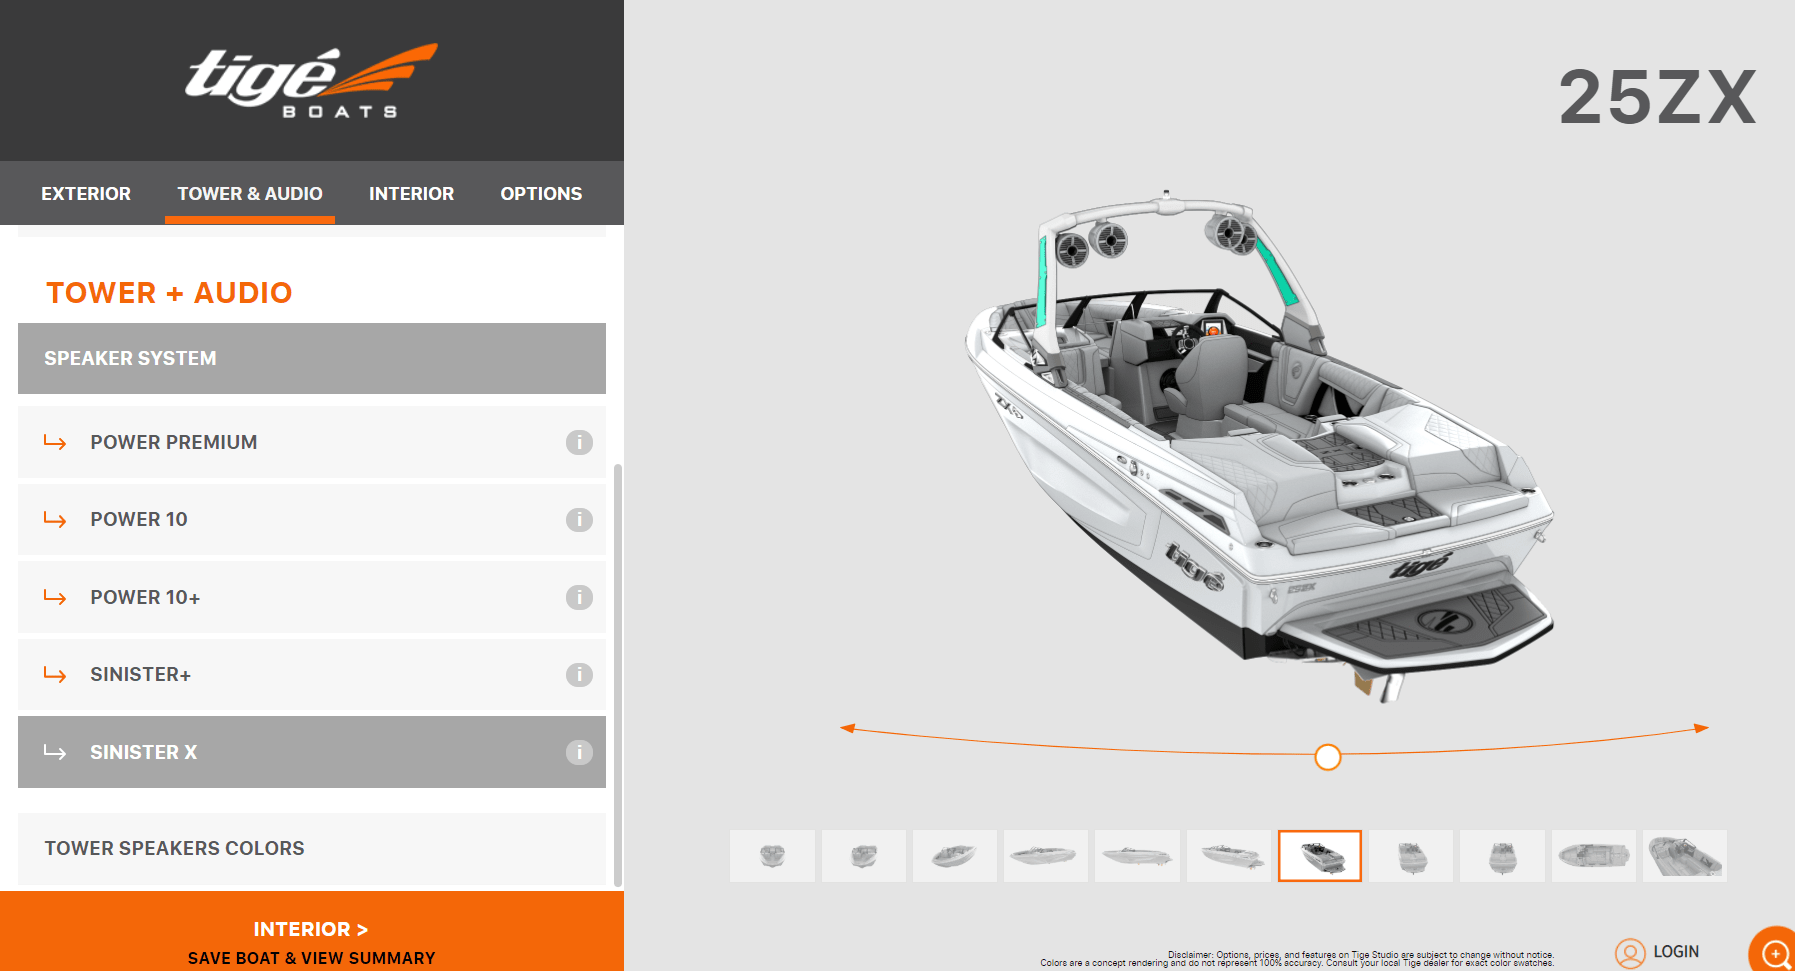 tigé
BOATS
EXTERIOR
TOWER & AUDIO
INTERIOR
OPTIONS
TOWER + AUDIO
SPEAKER SYSTEM
POWER PREMIUM
i
POWER 10
i
POWER 10+
i
SINISTER+
i
SINISTER X
i
TOWER SPEAKERS COLORS
INTERIOR >
SAVE BOAT & VIEW SUMMARY
25ZX
tigé
tigé
25ZX
Disclaimer: Options, prices, and features on Tige Studio are subject to change without notice.
Colors are a concept rendering and do not represent 100% accuracy. Consult your local Tige dealer for exact color swatches.
LOGIN